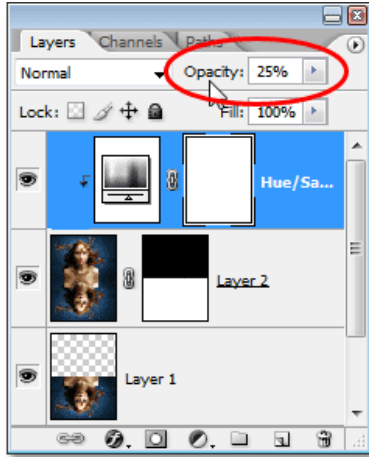 Layers Channels Paths
Normal Opacity: 25%
Lock: Fill: 100%
Hue/Sa...
Layer 2
Layer 1